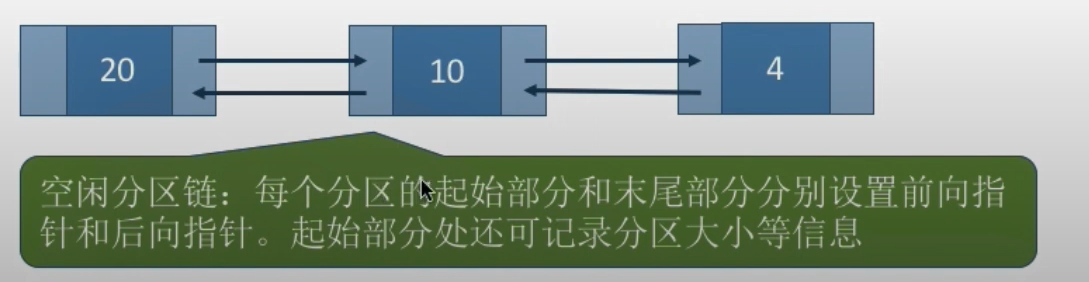 20 10 4
空闲分区链：每个分区的起始部分和末尾部分分别设置前向指
针和后向指针。起始部分处还可记录分区大小等信息